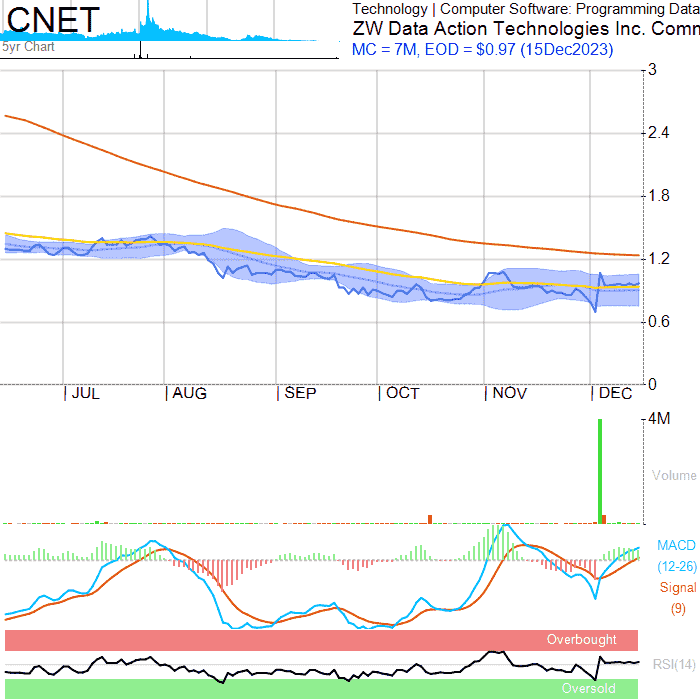 CNET
5yr Chart
Technology | Computer Software: Programming Data
ZW Data Action Technologies Inc. Comm
MC = 7M, EOD = $0.97 (15Dec2023)
3
2.4
1.8
1.2
0.6
0
JUL AUG SEP OCT NOV DEC
4M
Volume
MACD
(12-26)
Signal
(9)
Overbought
RSI(14)
Oversold